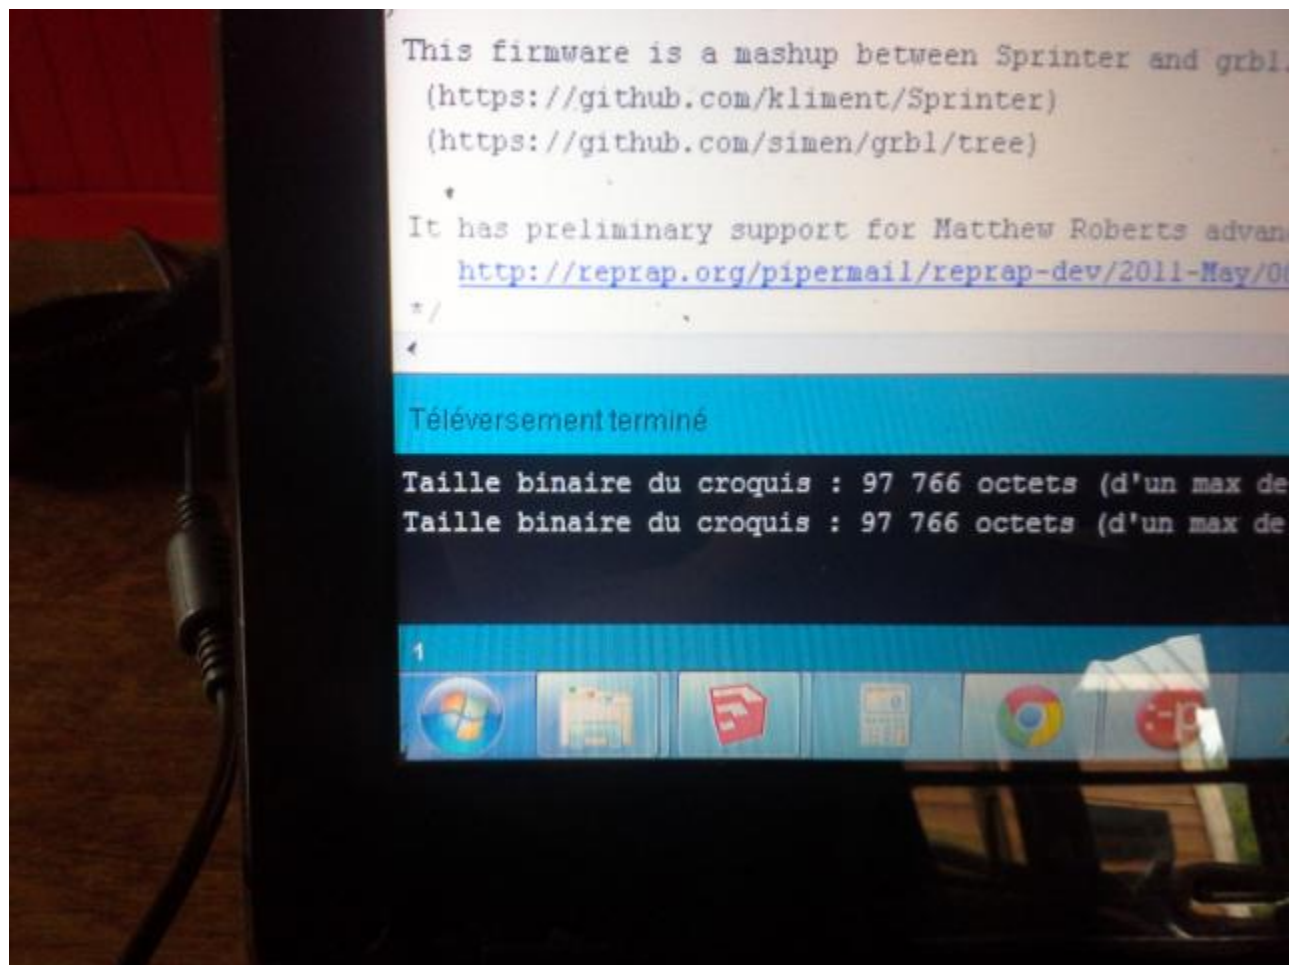 This firmware is a mashup between Sprinter and grbl.
(https://github.com/kliment/Sprinter)
(https://github.com/simen/grbl/tree)
It has preliminary support for Matthew Roberts advan
http://reprap.org/pipermail/reprap-dev/2011-May/00
*/
Téléversement terminé
Taille binaire du croquis : 97 766 octets (d'un max de
Taille binaire du croquis : 97 766 octets (d'un max de
1